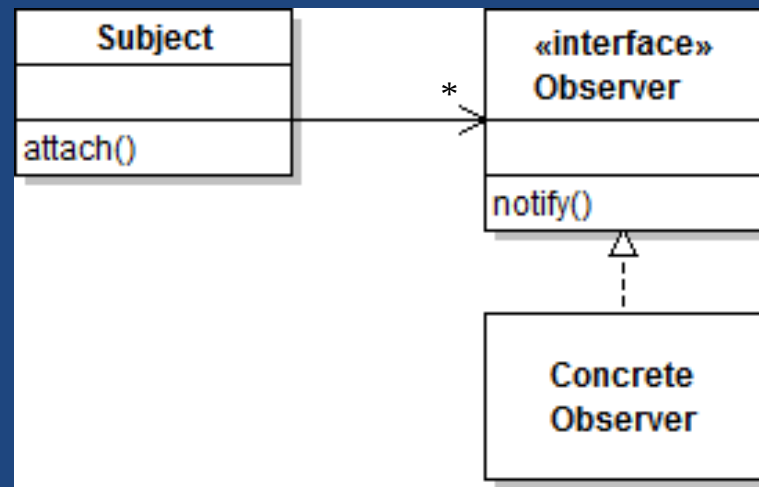 Subject
attach()
*
«interface»
Observer
notify()
Concrete
Observer